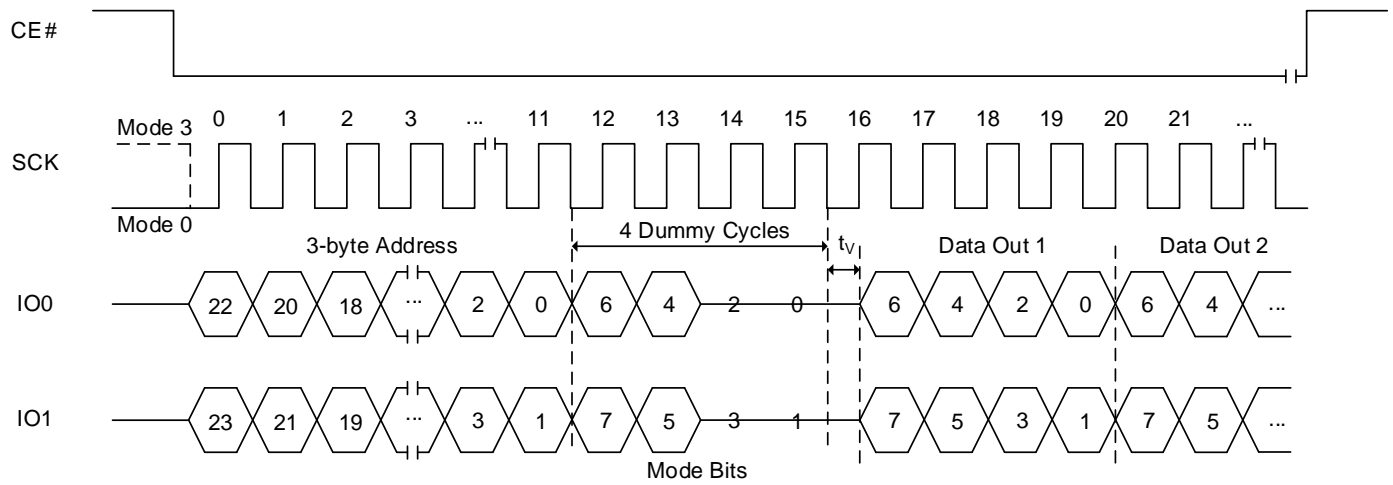 CE#
Mode 3 0 1 2 3 ... 11 12 13 14 15 16 17 18 19 20 21 ...
SCK
Mode 0
3-byte Address 4 Dummy Cycles tV Data Out 1 Data Out 2
IO0 22 20 18 ... 2 0 6 4 2 0 6 4 2 0 6 4 ...
IO1 23 21 19 ... 3 1 7 5 3 1 7 5 3 1 7 5 ...
Mode Bits